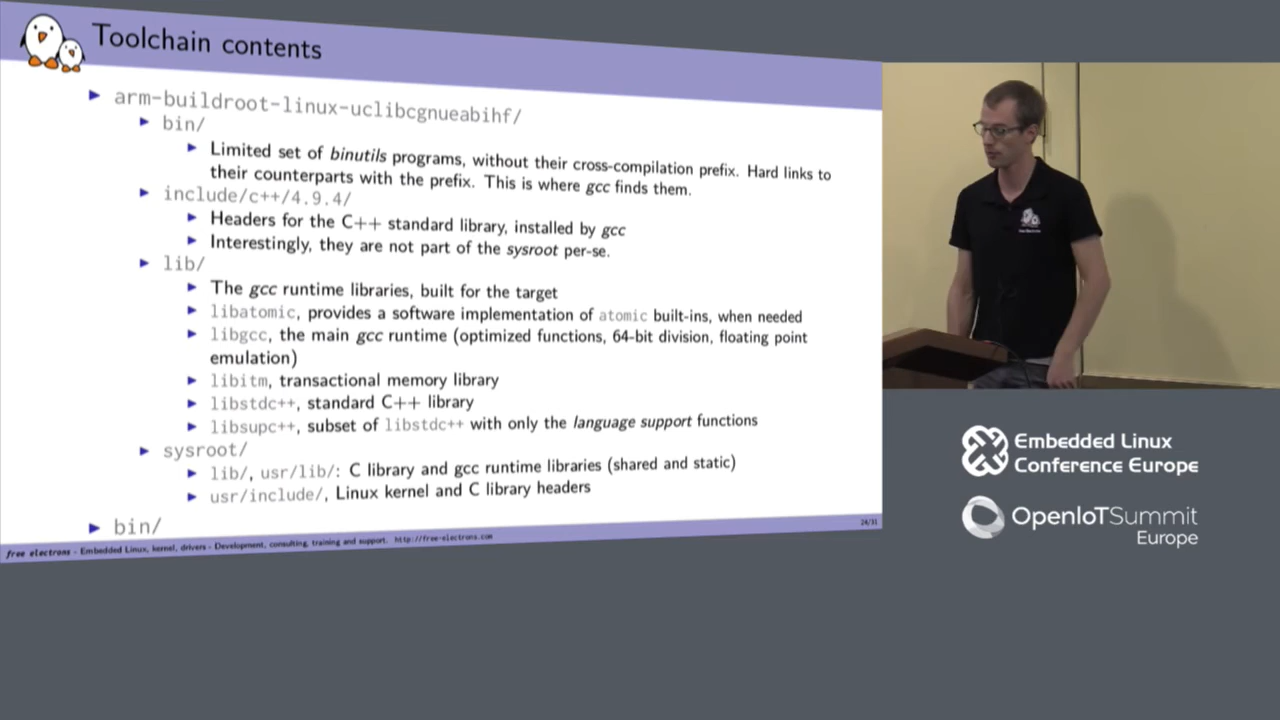 Toolchain contents
arm-buildroot-linux-uclibcgnueabihf/
bin/
Limited set of binutils programs, without their cross-compilation prefix. Hard links to
their counterparts with the prefix. This is where gcc finds them.
include/c++/4.9.4/
Headers for the C++ standard library, installed by gcc
Interestingly, they are not part of the sysroot per-se.
lib/
The gcc runtime libraries, built for the target
libatomic, provides a software implementation of atomic built-ins, when needed
libgcc, the main gcc runtime (optimized functions, 64-bit division, floating point
emulation)
libitm, transactional memory library
libstdc++, standard C++ library
libsupc++, subset of libstdc++ with only the language support functions
sysroot/
lib/, usr/lib/: C library and gcc runtime libraries (shared and static)
usr/include/, Linux kernel and C library headers
bin/
free electrons - Embedded Linux, kernel, drivers - Development, consulting, training and support. http://free-electrons.com
24/31
Embedded Linux
Conference Europe
OpenIoTSummit
Europe